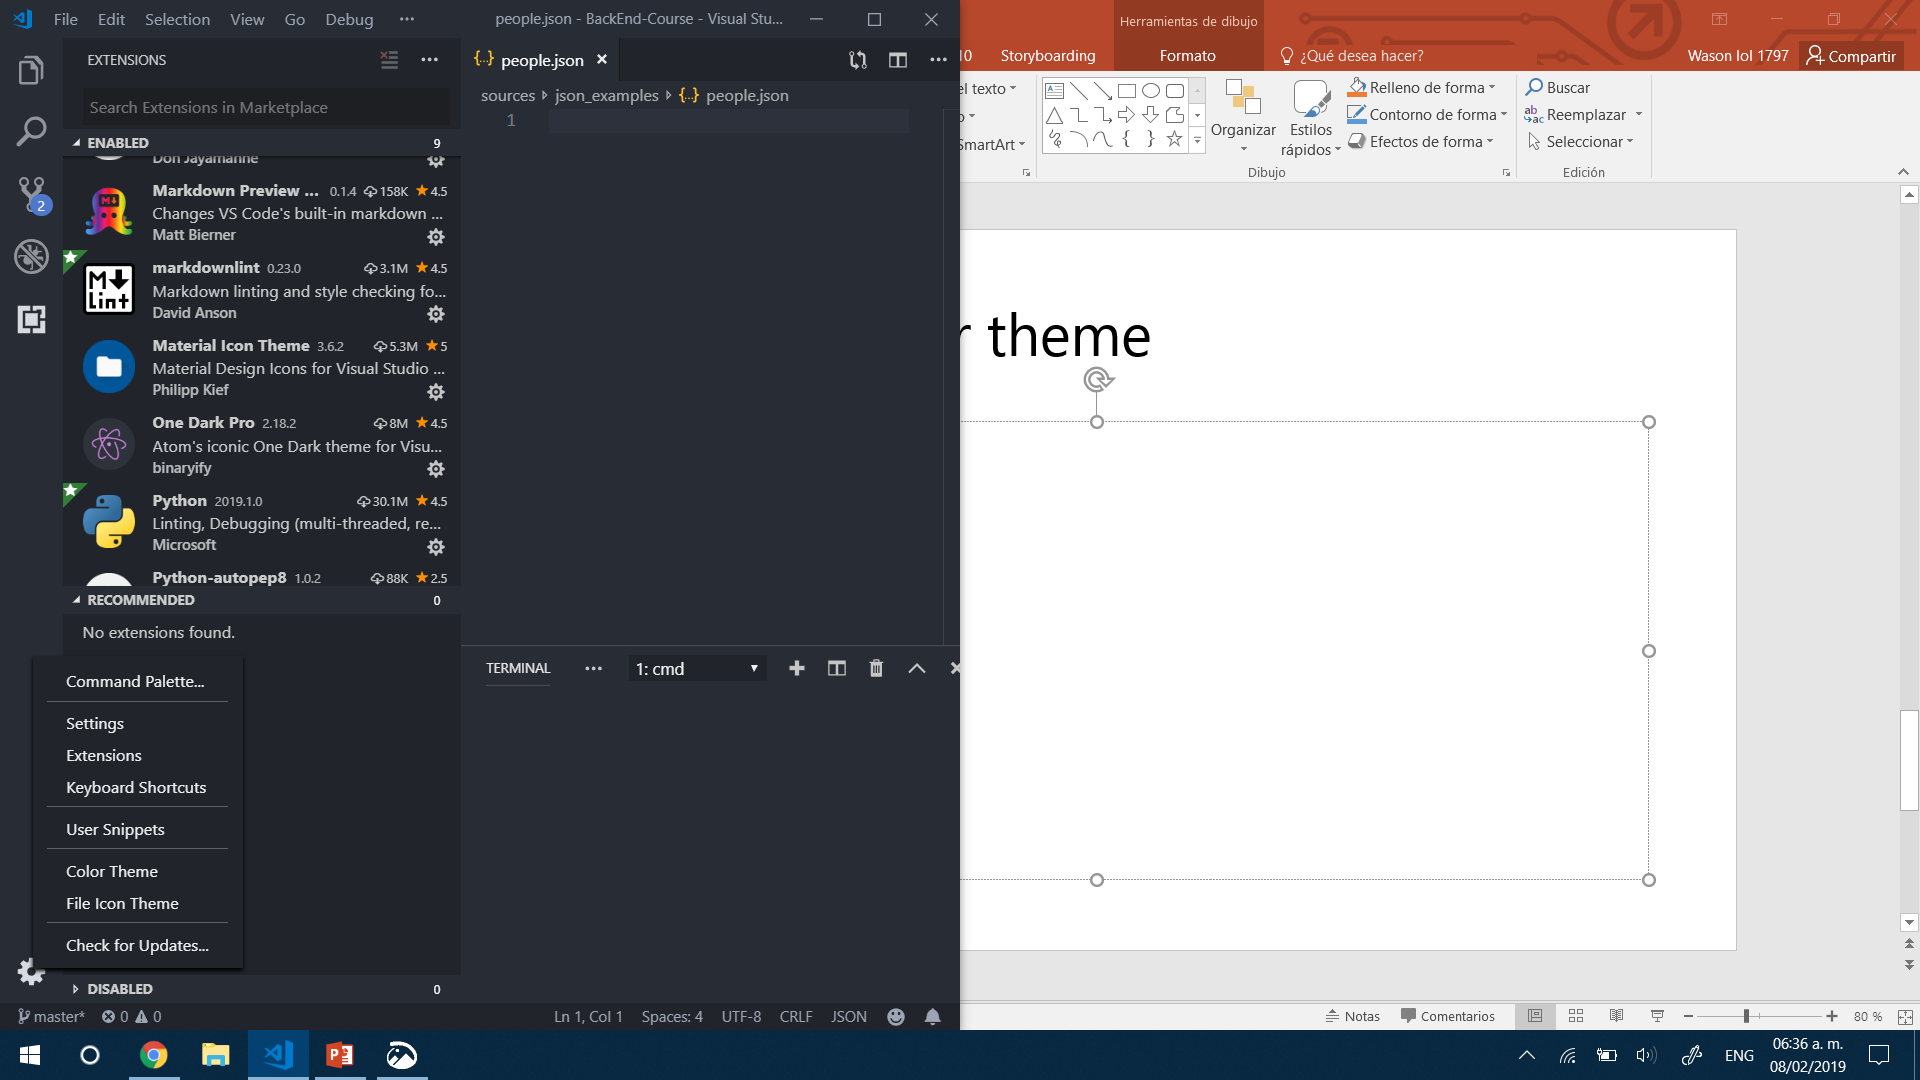 File Edit Selection View Go Debug ···
people.json - BackEnd-Course - Visual Stu...
EXTENSIONS
Search Extensions in Marketplace
ENABLED 9
Don Jayamanne
Markdown Preview ... 0.1.4 158K 4.5
Changes VS Code's built-in markdown ...
Matt Bierner
markdownlint 0.23.0 3.1M 4.5
Markdown linting and style checking fo...
David Anson
Material Icon Theme 3.6.2 5.3M 5
Material Design Icons for Visual Studio ...
Philipp Kief
One Dark Pro 2.18.2 8M 4.5
Atom's iconic One Dark theme for Visu...
binaryify
Python 2019.1.0 30.1M 4.5
Linting, Debugging (multi-threaded, re...
Microsoft
Python-autopep8 1.0.2 88K 2.5
RECOMMENDED 0
No extensions found.
2
M
M
Lint
Command Palette...
Settings
Extensions
Keyboard Shortcuts
User Snippets
Color Theme
File Icon Theme
Check for Updates...
DISABLED 0
{} people.json
sources json_examples {..} people.json
1
TERMINAL ··· 1: cmd
master* 0 0
Ln 1, Col 1 Spaces: 4 UTF-8 CRLF JSON
Herramientas de dibujo
10 Storyboarding Formato ¿Qué desea hacer? Wason lol 1797 Compartir
el texto
SmartArt
Organizar
Estilos
rápidos
Relleno de forma
Contorno de forma
Efectos de forma
Dibujo
Buscar
Reemplazar
Seleccionar
Edición
r theme
Notas Comentarios 80 %
P
ENG
06:36 a. m.
08/02/2019